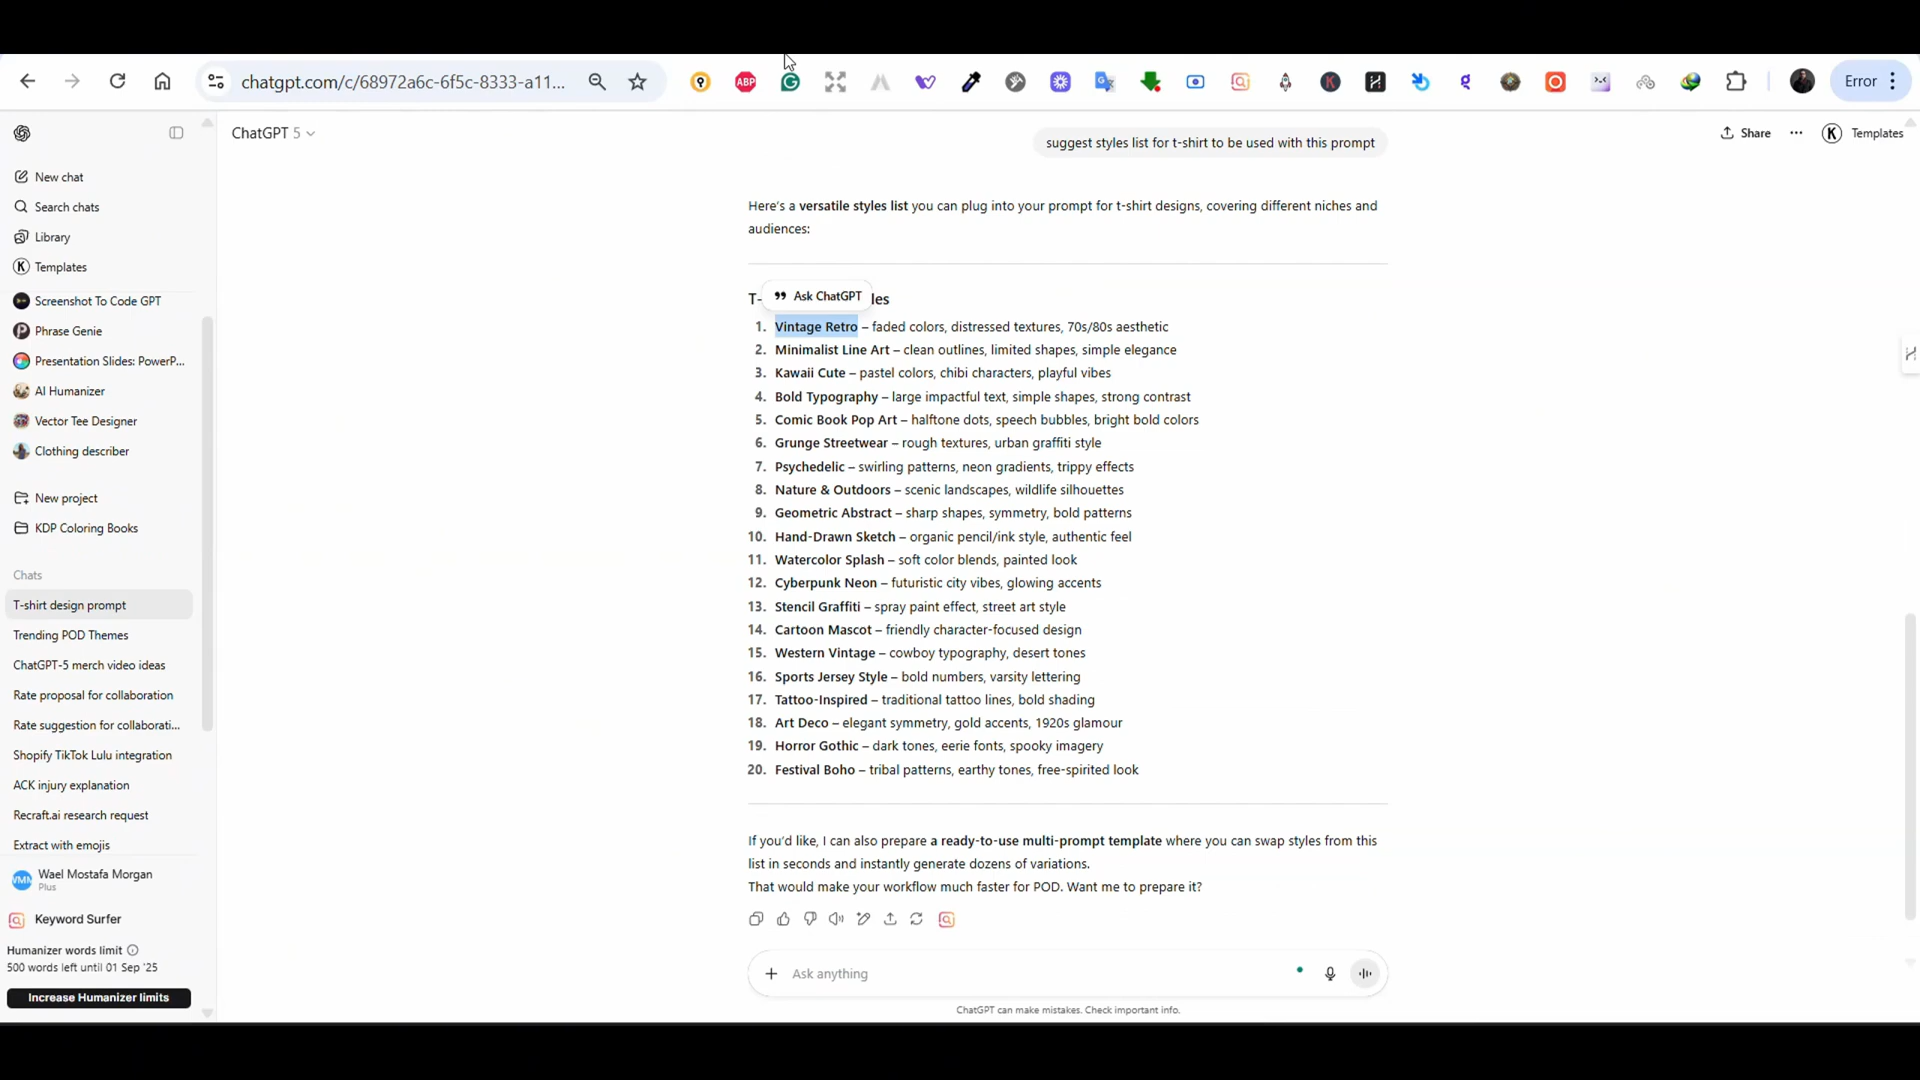 chatgpt.com/c/68972a6c-6f5c-8333-a11...
ABP
Error
ChatGPT 5
suggest styles list for t-shirt to be used with this prompt
Share
Templates
New chat
Search chats
Library
Templates
Screenshot To Code GPT
Phrase Genie
Presentation Slides: PowerP...
AI Humanizer
Vector Tee Designer
Clothing describer
New project
KDP Coloring Books
Chats
T-shirt design prompt
Trending POD Themes
ChatGPT-5 merch video ideas
Rate proposal for collaboration
Rate suggestion for collaborati...
Shopify TikTok Lulu integration
ACK injury explanation
Recraft.ai research request
Extract with emojis
Wael Mostafa Morgan
Plus
Keyword Surfer
Humanizer words limit
500 words left until 01 Sep '25
Increase Humanizer limits
Here's a versatile styles list you can plug into your prompt for t-shirt designs, covering different niches and
audiences:
T- Ask ChatGPT les
1. Vintage Retro – faded colors, distressed textures, 70s/80s aesthetic
2. Minimalist Line Art – clean outlines, limited shapes, simple elegance
3. Kawaii Cute – pastel colors, chibi characters, playful vibes
4. Bold Typography – large impactful text, simple shapes, strong contrast
5. Comic Book Pop Art – halftone dots, speech bubbles, bright bold colors
6. Grunge Streetwear – rough textures, urban graffiti style
7. Psychedelic – swirling patterns, neon gradients, trippy effects
8. Nature & Outdoors – scenic landscapes, wildlife silhouettes
9. Geometric Abstract – sharp shapes, symmetry, bold patterns
10. Hand-Drawn Sketch – organic pencil/ink style, authentic feel
11. Watercolor Splash – soft color blends, painted look
12. Cyberpunk Neon – futuristic city vibes, glowing accents
13. Stencil Graffiti – spray paint effect, street art style
14. Cartoon Mascot – friendly character-focused design
15. Western Vintage – cowboy typography, desert tones
16. Sports Jersey Style – bold numbers, varsity lettering
17. Tattoo-Inspired – traditional tattoo lines, bold shading
18. Art Deco – elegant symmetry, gold accents, 1920s glamour
19. Horror Gothic – dark tones, eerie fonts, spooky imagery
20. Festival Boho – tribal patterns, earthy tones, free-spirited look
If you'd like, I can also prepare a ready-to-use multi-prompt template where you can swap styles from this
list in seconds and instantly generate dozens of variations.
That would make your workflow much faster for POD. Want me to prepare it?
Ask anything
ChatGPT can make mistakes. Check important info.